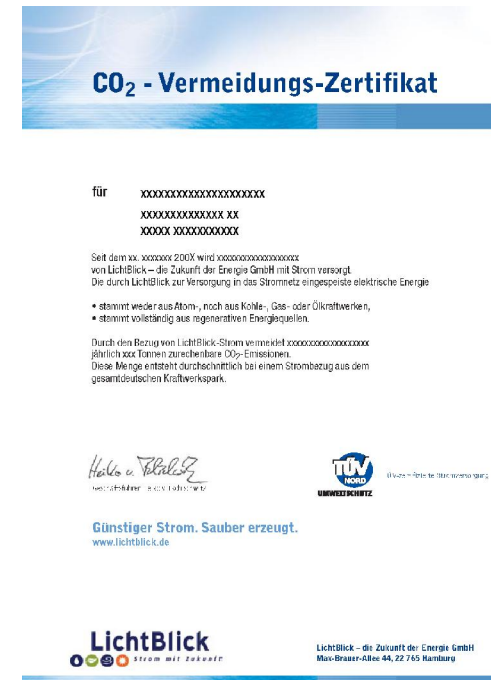 CO₂ - Vermeidungs-Zertifikat
für xxxxxxxxxxxxxxxxxxxxx
xxxxxxxxxxxxxx xx
xxxxx xxxxxxxxxxx
Seit dem xx. xxxxxxx 200X wird xxxxxxxxxxxxxxxxxx
von LichtBlick – die Zukunft der Energie GmbH mit Strom versorgt.
Die durch LichtBlick zur Versorgung in das Stromnetz eingespeiste elektrische Energie
• stammt weder aus Atom-, noch aus Kohle-, Gas- oder Ölkraftwerken,
• stammt vollständig aus regenerativen Energiequellen.
Durch den Bezug von LichtBlick-Strom vermeidet xxxxxxxxxxxxxxxxxx
jährlich xxx Tonnen zurechenbare CO₂-Emissionen.
Diese Menge entsteht durchschnittlich bei einem Strombezug aus dem
gesamtdeutschen Kraftwerkspark.
TÜV
NORD
UMWELTSCHUTZ
TÜV-zertifizierte Stromversorgung
Günstiger Strom. Sauber erzeugt.
www.lichtblick.de
LichtBlick
Strom mit Zukunft
LichtBlick – die Zukunft der Energie GmbH
Max-Brauer-Allee 44, 22 765 Hamburg